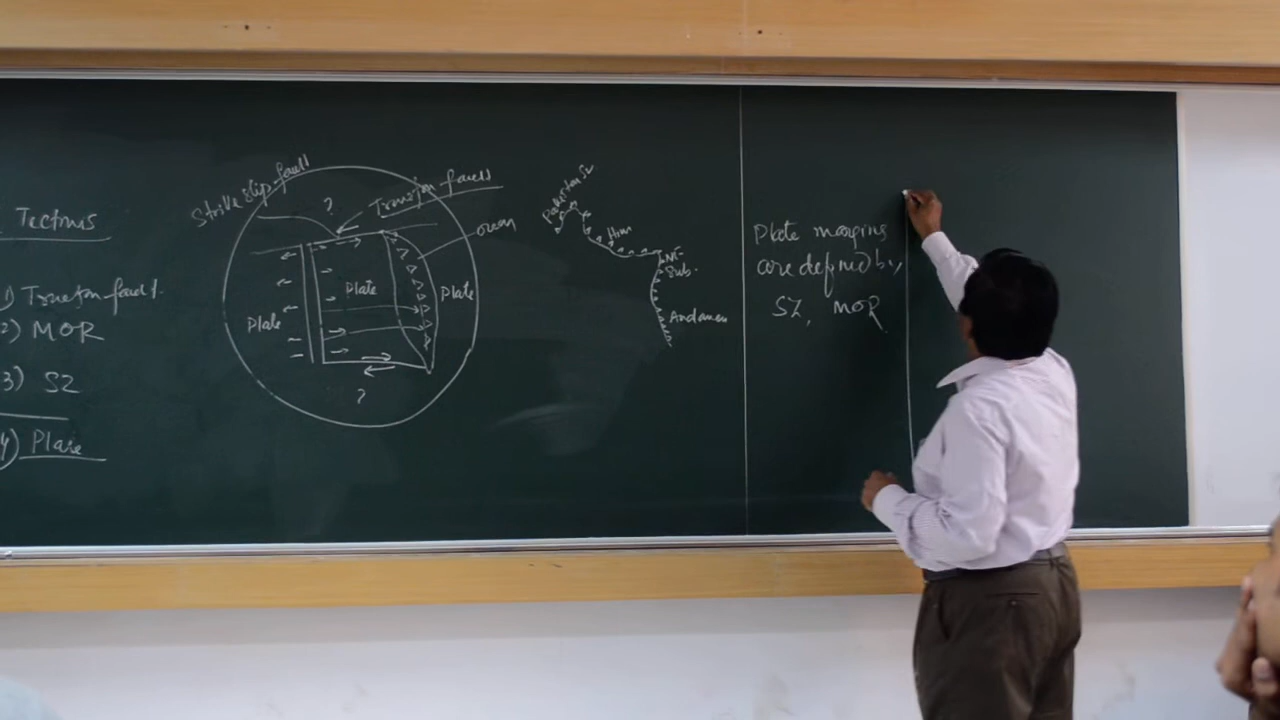 Tectonics
1) Transform fault.
2) MOR
3) SZ
4) Plate
Strike slip fault
?
Transform fault
ocean
Plate
Plate
Plate
?
Pakistan SZ
Him
Sub.
Andaman
Plate margins
are defined by,
SZ, MOR